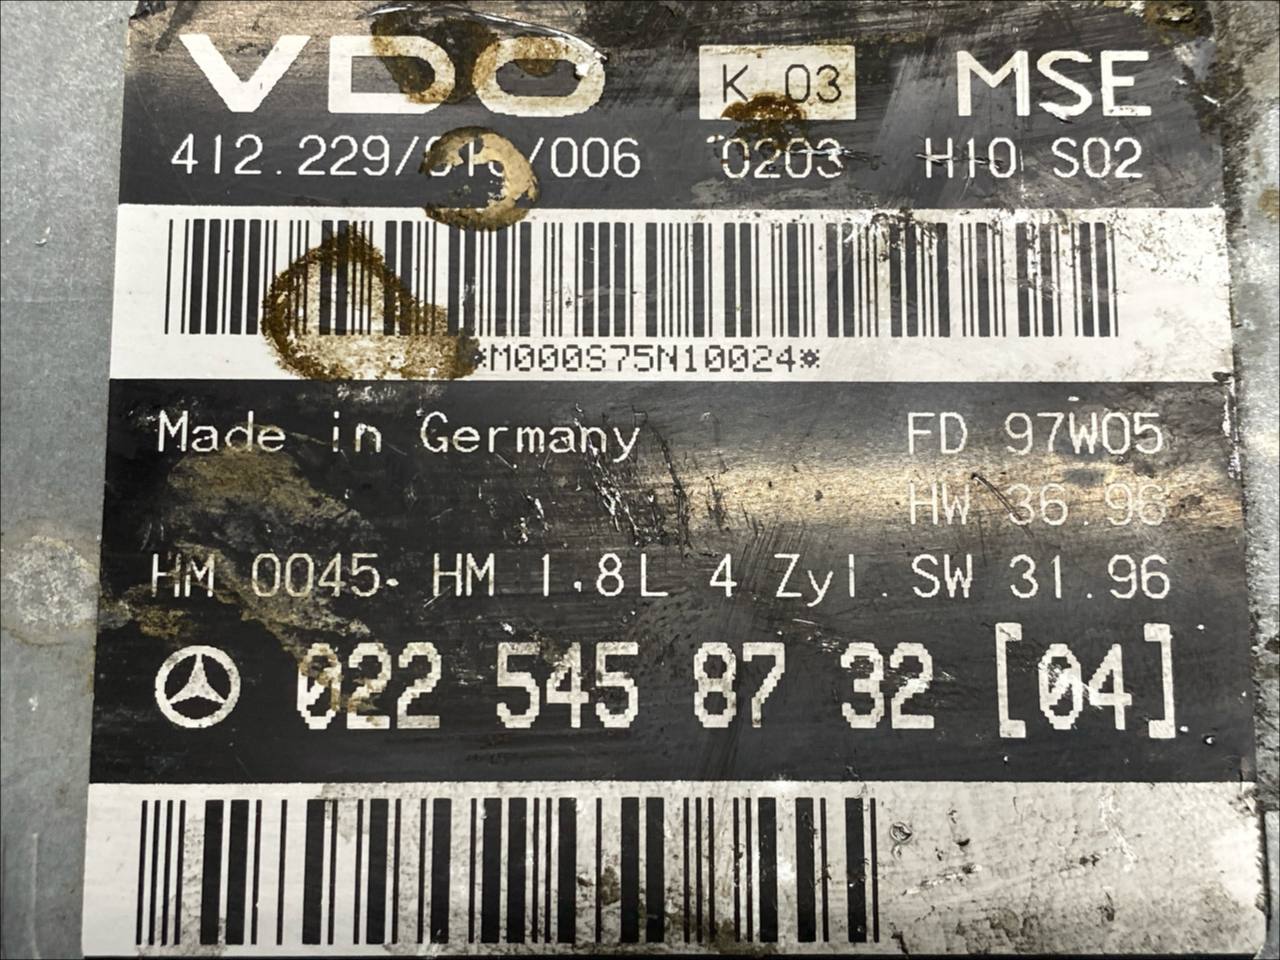 VDO K 03 MSE
412.229/ /006 0203 H10 S02
*M000S75N10024*
Made in Germany FD 97W05
HW 36.96
HM 0045 HM 1.8L 4 Zyl. SW 31.96
022 545 87 32 [04]